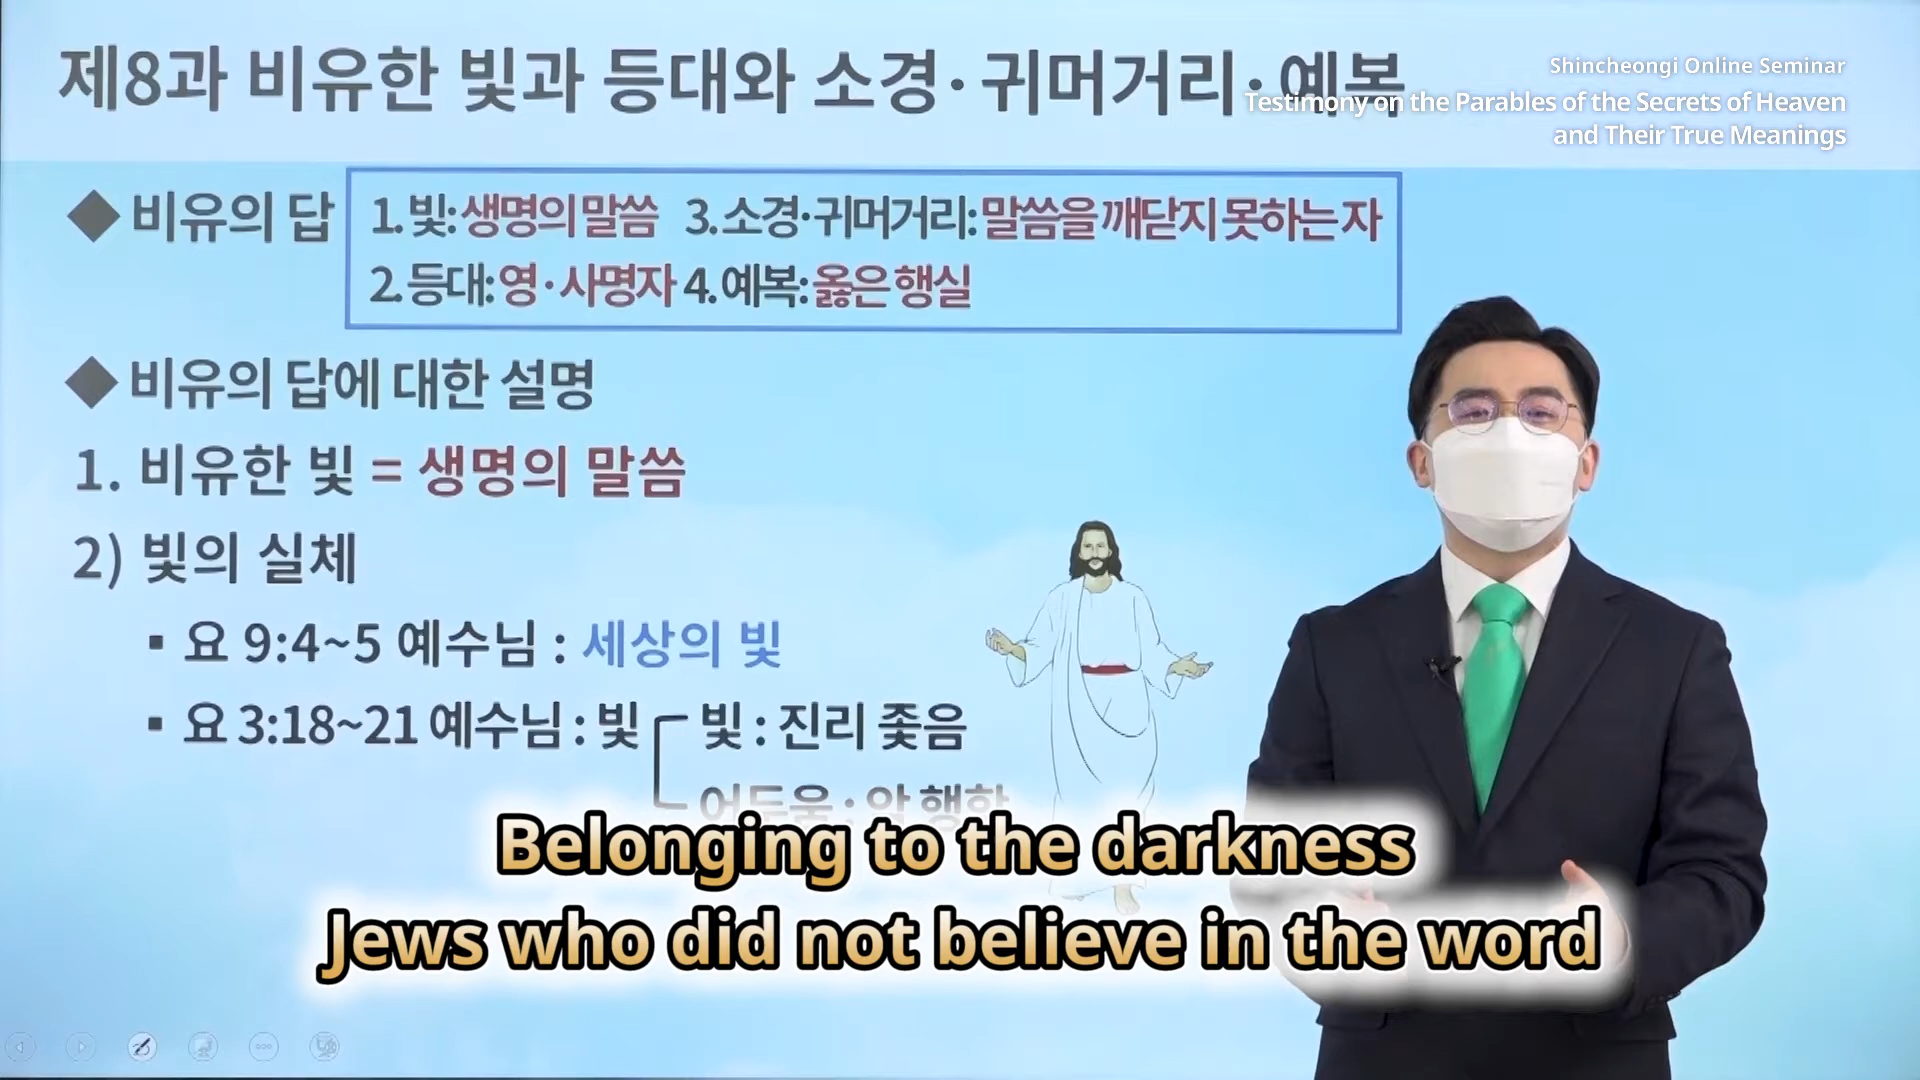 제8과 비유한 빛과 등대와 소경·귀머거리·예복
Shincheongi Online Seminar
Testimony on the Parables of the Secrets of Heaven
and Their True Meanings
◆ 비유의 답
1. 빛: 생명의 말씀 3. 소경·귀머거리: 말씀을 깨닫지 못하는 자
2. 등대: 영·사명자 4. 예복: 옳은 행실
◆ 비유의 답에 대한 설명
1. 비유한 빛 = 생명의 말씀
2) 빛의 실체
▪ 요 9:4~5 예수님 : 세상의 빛
▪ 요 3:18~21 예수님 : 빛 빛 : 진리 좇음
어두움 : 악 행함
Belonging to the darkness
Jews who did not believe in the word